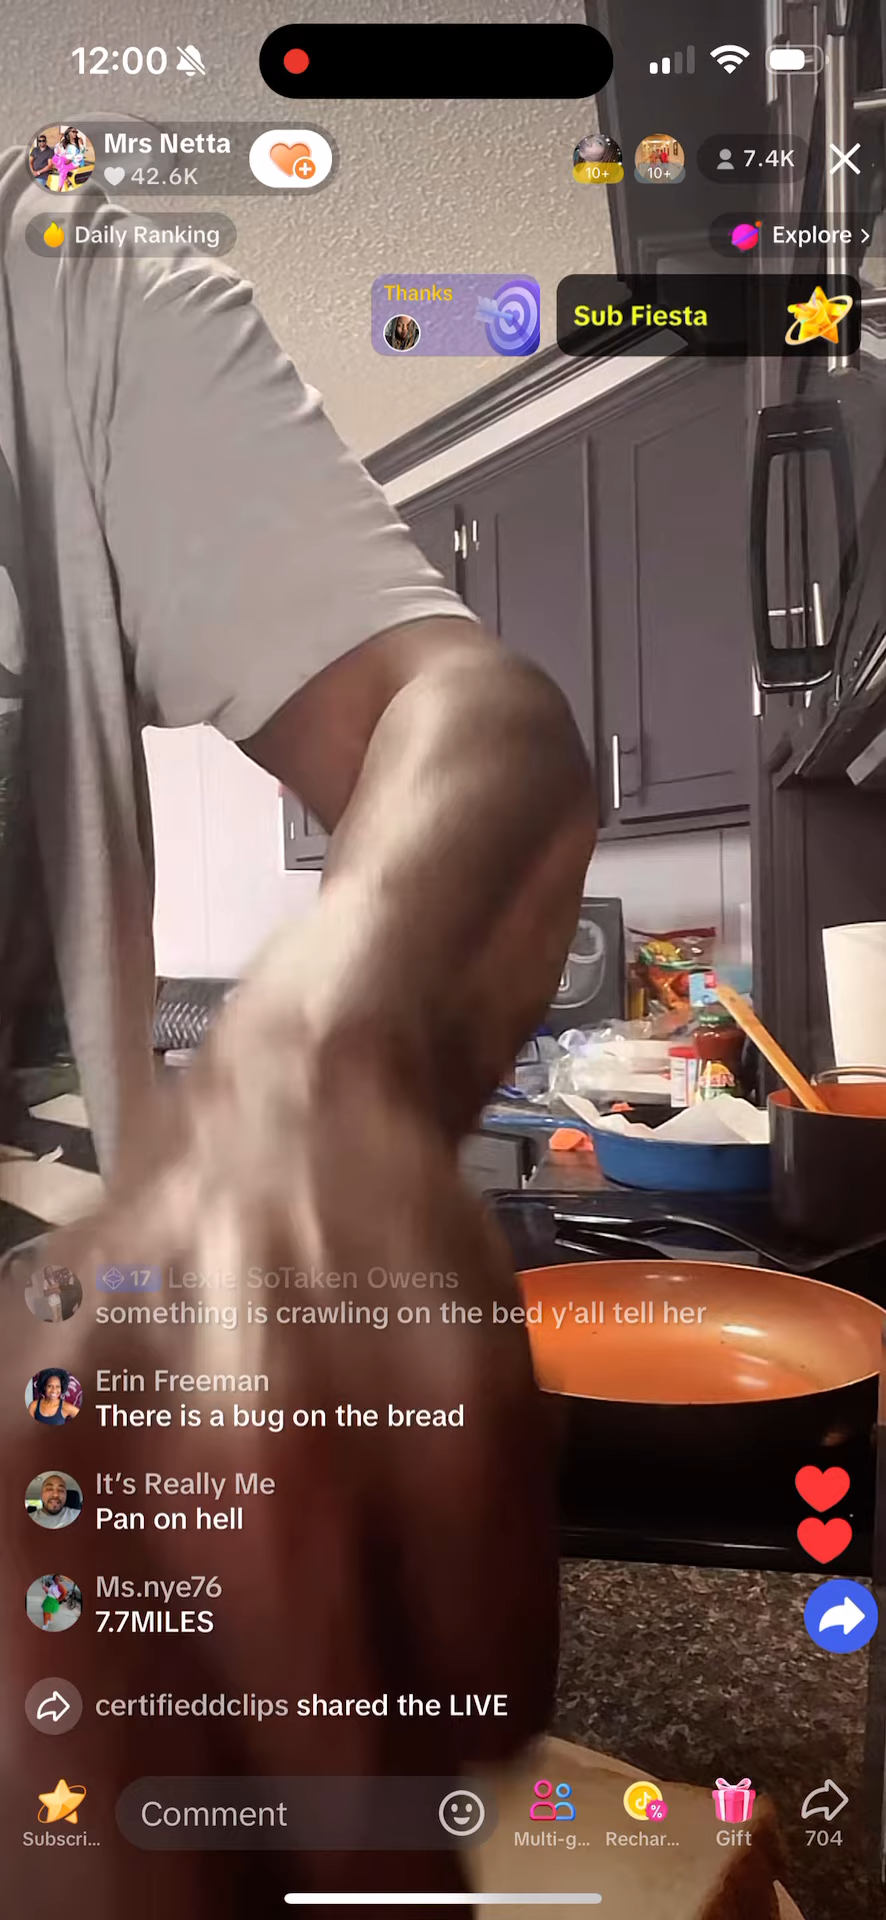 12:00
Mrs Netta
42.6K
10+
10+
7.4K
Daily Ranking
Explore >
Thanks
Sub Fiesta
17 Lexie SoTaken Owens
something is crawling on the bed y'all tell her
Erin Freeman
There is a bug on the bread
It's Really Me
Pan on hell
Ms.nye76
7.7MILES
certifieddclips shared the LIVE
Comment
Subscri...
Multi-g...
Rechar...
Gift
704